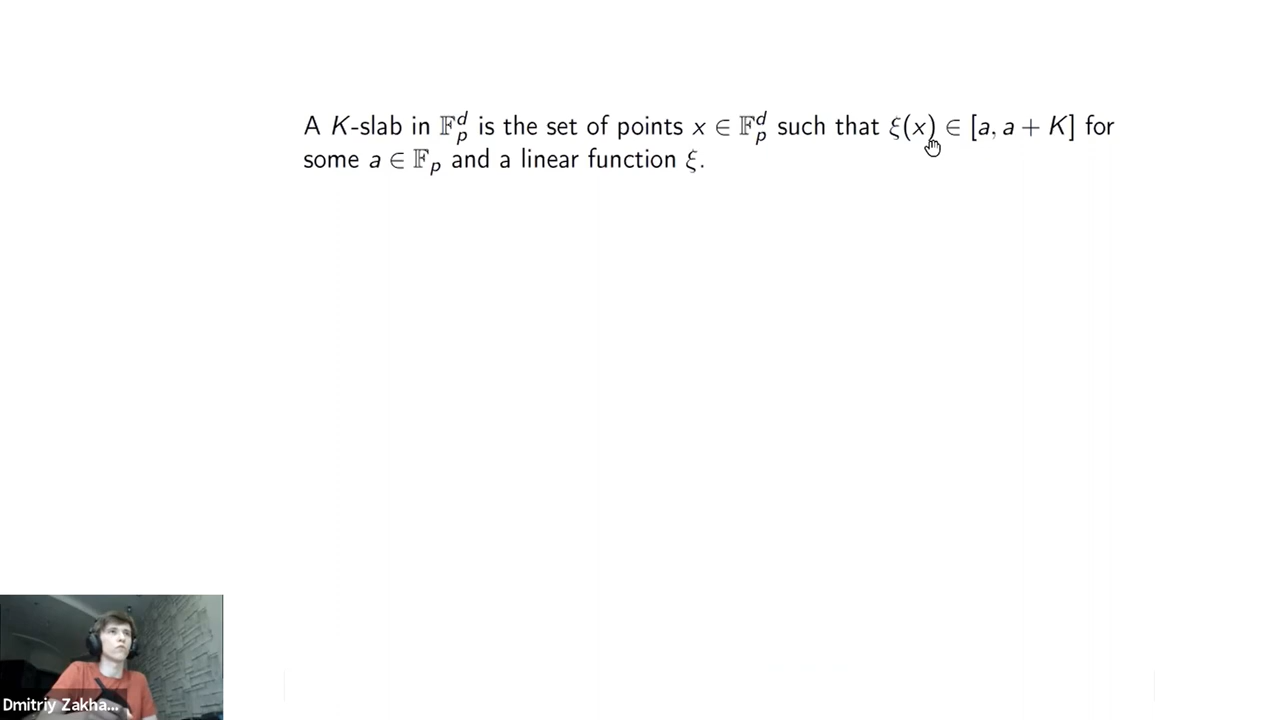 A K-slab in 𝔽_p^d is the set of points x ∈ 𝔽_p^d such that ξ(x) ∈ [a, a + K] for
some a ∈ 𝔽_p and a linear function ξ.
Dmitriy Zakha...